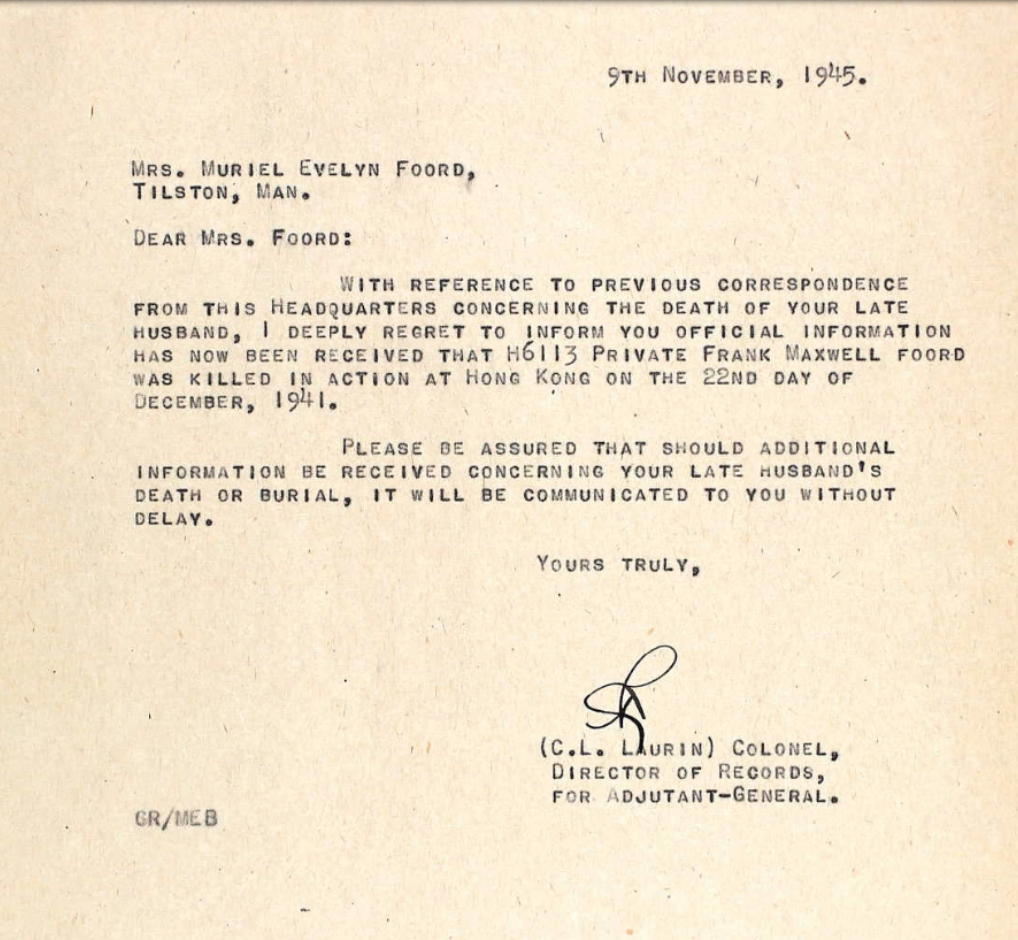 9TH NOVEMBER, 1945.
MRS. MURIEL EVELYN FOORD,
TILSTON, MAN.
DEAR MRS. FOORD:
WITH REFERENCE TO PREVIOUS CORRESPONDENCE
FROM THIS HEADQUARTERS CONCERNING THE DEATH OF YOUR LATE
HUSBAND, I DEEPLY REGRET TO INFORM YOU OFFICIAL INFORMATION
HAS NOW BEEN RECEIVED THAT H6113 PRIVATE FRANK MAXWELL FOORD
WAS KILLED IN ACTION AT HONG KONG ON THE 22ND DAY OF
DECEMBER, 1941.
PLEASE BE ASSURED THAT SHOULD ADDITIONAL
INFORMATION BE RECEIVED CONCERNING YOUR LATE HUSBAND'S
DEATH OR BURIAL, IT WILL BE COMMUNICATED TO YOU WITHOUT
DELAY.
YOURS TRULY,
(C.L. LAURIN) COLONEL,
DIRECTOR OF RECORDS,
FOR ADJUTANT-GENERAL.
GR/MEB